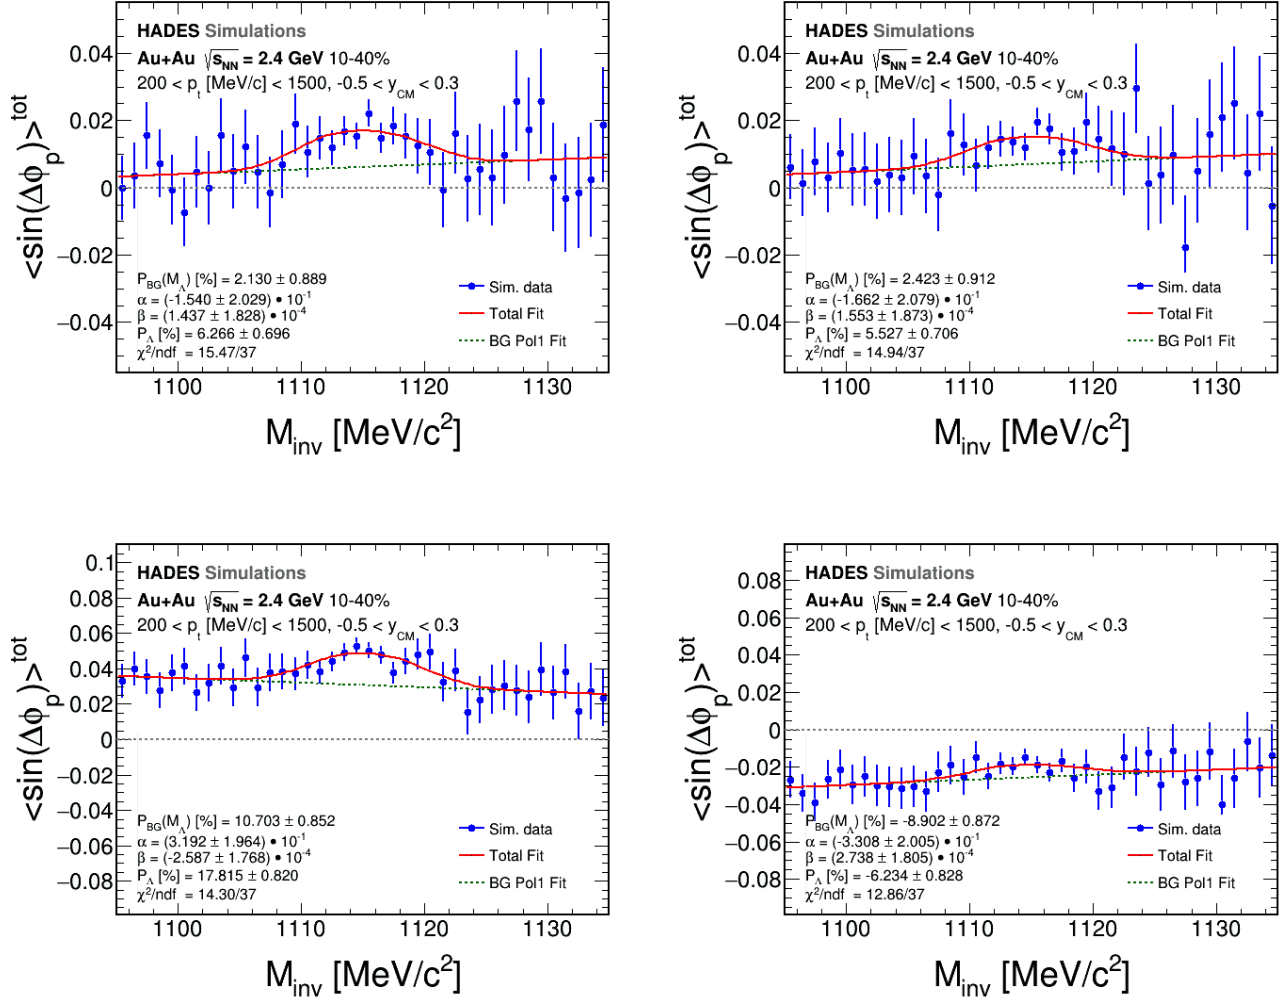 <sin(Δϕp)>tot
0.04
0.02
0
−0.02
−0.04
HADES Simulations
Au+Au √sNN = 2.4 GeV 10-40%
200 < pt [MeV/c] < 1500, -0.5 < yCM < 0.3
PBG(MΛ) [%] = 2.130 ± 0.889
α = (-1.540 ± 2.029) • 10-1
β = (1.437 ± 1.828) • 10-4
PΛ [%] = 6.266 ± 0.696
χ2/ndf = 15.47/37
Sim. data
Total Fit
BG Pol1 Fit
1100 1110 1120 1130
Minv [MeV/c2]
<sin(Δϕp)>tot
0.04
0.02
0
−0.02
−0.04
HADES Simulations
Au+Au √sNN = 2.4 GeV 10-40%
200 < pt [MeV/c] < 1500, -0.5 < yCM < 0.3
PBG(MΛ) [%] = 2.423 ± 0.912
α = (-1.662 ± 2.079) • 10-1
β = (1.553 ± 1.873) • 10-4
PΛ [%] = 5.527 ± 0.706
χ2/ndf = 14.94/37
Sim. data
Total Fit
BG Pol1 Fit
1100 1110 1120 1130
Minv [MeV/c2]
<sin(Δϕp)>tot
0.1
0.08
0.06
0.04
0.02
0
−0.02
−0.04
−0.06
−0.08
HADES Simulations
Au+Au √sNN = 2.4 GeV 10-40%
200 < pt [MeV/c] < 1500, -0.5 < yCM < 0.3
PBG(MΛ) [%] = 10.703 ± 0.852
α = (3.192 ± 1.964) • 10-1
β = (-2.587 ± 1.768) • 10-4
PΛ [%] = 17.815 ± 0.820
χ2/ndf = 14.30/37
Sim. data
Total Fit
BG Pol1 Fit
1100 1110 1120 1130
Minv [MeV/c2]
<sin(Δϕp)>tot
0.08
0.06
0.04
0.02
0
−0.02
−0.04
−0.06
−0.08
HADES Simulations
Au+Au √sNN = 2.4 GeV 10-40%
200 < pt [MeV/c] < 1500, -0.5 < yCM < 0.3
PBG(MΛ) [%] = -8.902 ± 0.872
α = (-3.308 ± 2.005) • 10-1
β = (2.738 ± 1.805) • 10-4
PΛ [%] = -6.234 ± 0.828
χ2/ndf = 12.86/37
Sim. data
Total Fit
BG Pol1 Fit
1100 1110 1120 1130
Minv [MeV/c2]